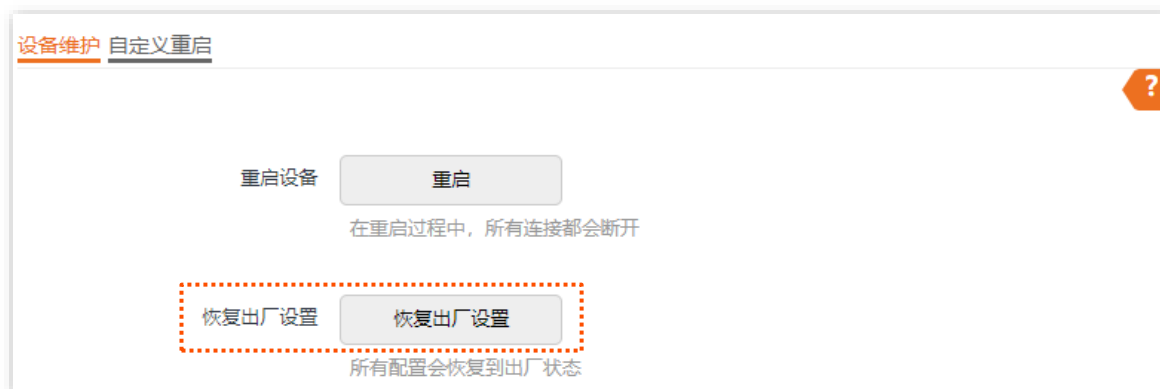 设备维护 自定义重启
?
重启设备 重启
在重启过程中，所有连接都会断开
恢复出厂设置 恢复出厂设置
所有配置会恢复到出厂状态